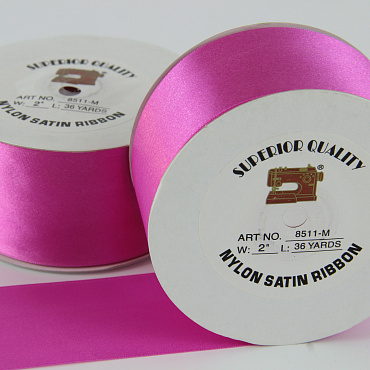 SUPERIOR QUALITY
ART NO. 8511-M
W: 2" L: 36 YARDS
NYLON SATIN RIBBON
SUPERIOR QUALITY
®
ART NO. 8511-M
W: 2" L: 36 YARDS
NYLON SATIN RIBBON